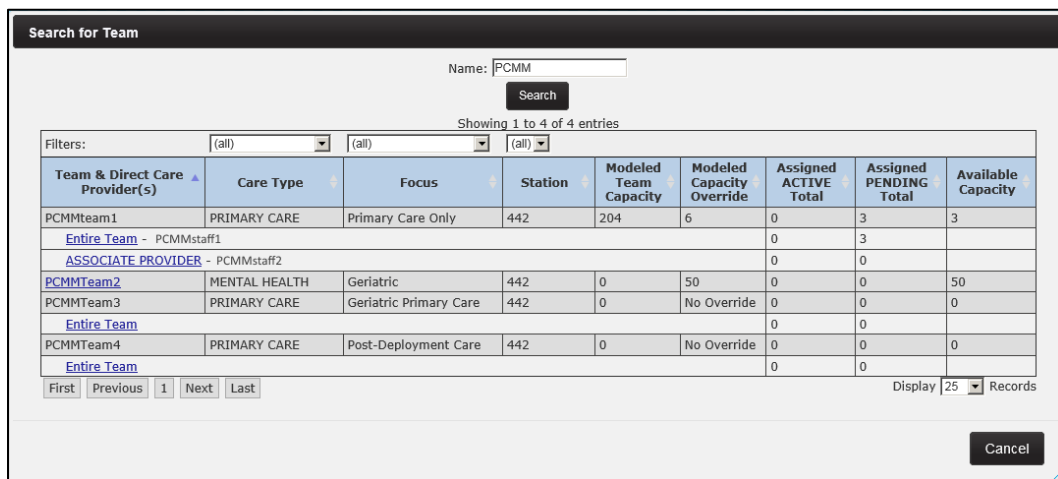 Search for Team
Name: PCMM
Search
Showing 1 to 4 of 4 entries
Filters: (all) (all) (all)
Team & Direct Care Provider(s) Care Type Focus Station Modeled Team Capacity Modeled Capacity Override Assigned ACTIVE Total Assigned PENDING Total Available Capacity
PCMMteam1 PRIMARY CARE Primary Care Only 442 204 6 0 3 3
Entire Team - PCMMstaff1 0 3
ASSOCIATE PROVIDER - PCMMstaff2 0 0
PCMMTeam2 MENTAL HEALTH Geriatric 442 0 50 0 0 50
PCMMTeam3 PRIMARY CARE Geriatric Primary Care 442 0 No Override 0 0 0
Entire Team 0 0
PCMMTeam4 PRIMARY CARE Post-Deployment Care 442 0 No Override 0 0 0
Entire Team 0 0
First Previous 1 Next Last Display 25 Records
Cancel